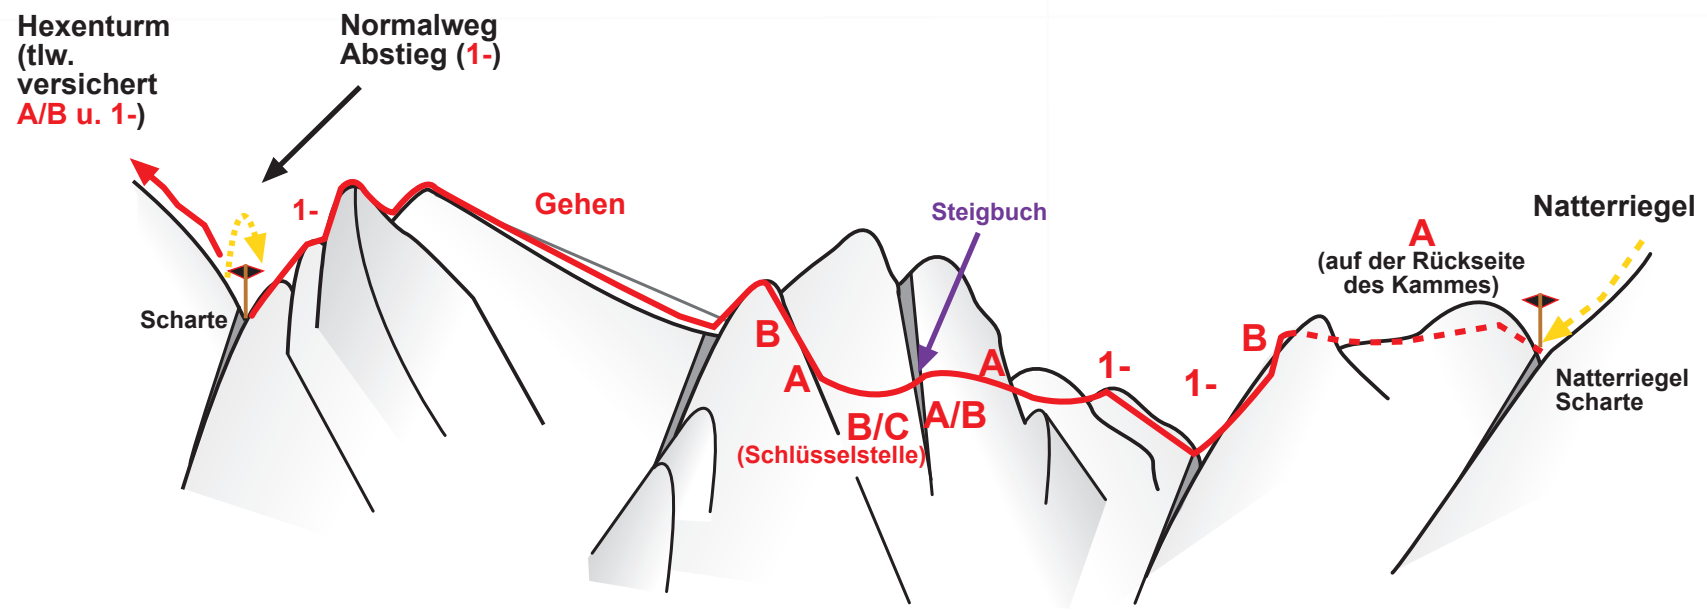 Hexenturm
(tlw.
versichert
A/B u. 1-)
Normalweg
Abstieg (1-)
Scharte
1-
Gehen
B
A
B/C
(Schlüsselstelle)
Steigbuch
A
A/B
1-
1-
B
A
(auf der Rückseite
des Kammes)
Natterriegel
Natterriegel
Scharte